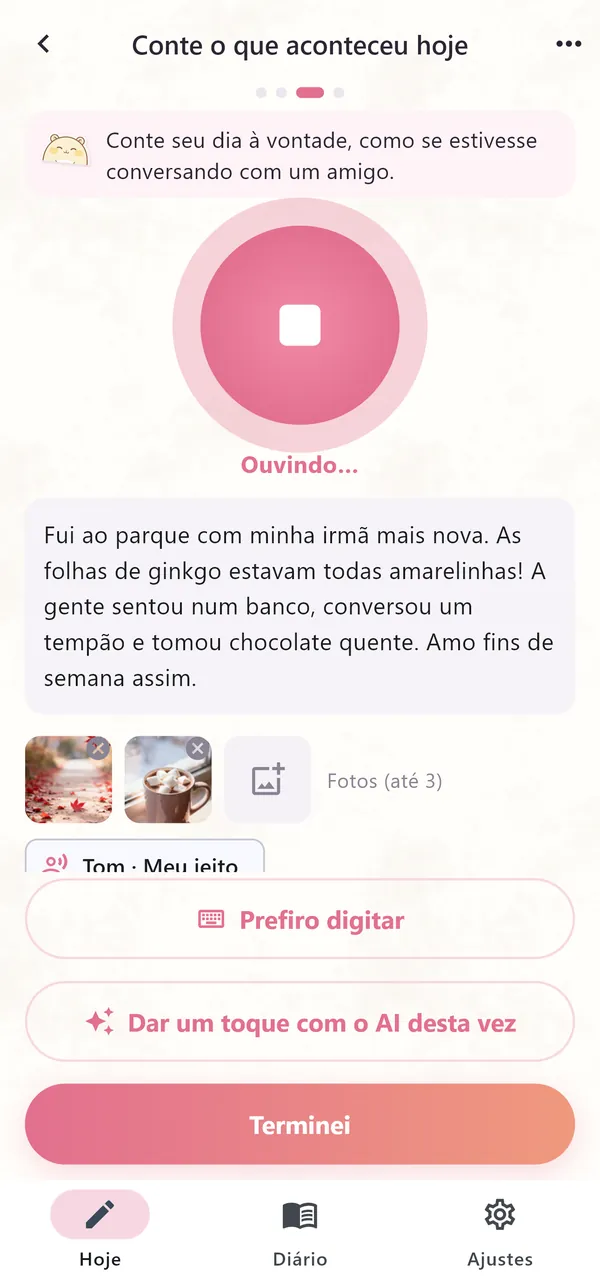 Conte o que aconteceu hoje
Conte seu dia à vontade, como se estivesse
conversando com um amigo.
Ouvindo...
Fui ao parque com minha irmã mais nova. As
folhas de ginkgo estavam todas amarelinhas! A
gente sentou num banco, conversou um
tempão e tomou chocolate quente. Amo fins de
semana assim.
Fotos (até 3)
Tom · Meu jeito
Prefiro digitar
Dar um toque com o AI desta vez
Terminei
Hoje
Diário
Ajustes